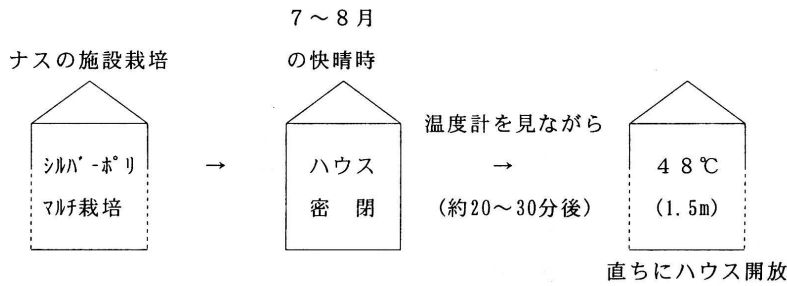 ７～８月
ナスの施設栽培
の快晴時
温度計を見ながら
ｼﾙﾊﾞｰﾎﾟﾘ
ﾏﾙﾁ栽培
→
ハウス
密　閉
→
(約20～30分後)
４８℃
(1.5m)
直ちにハウス開放